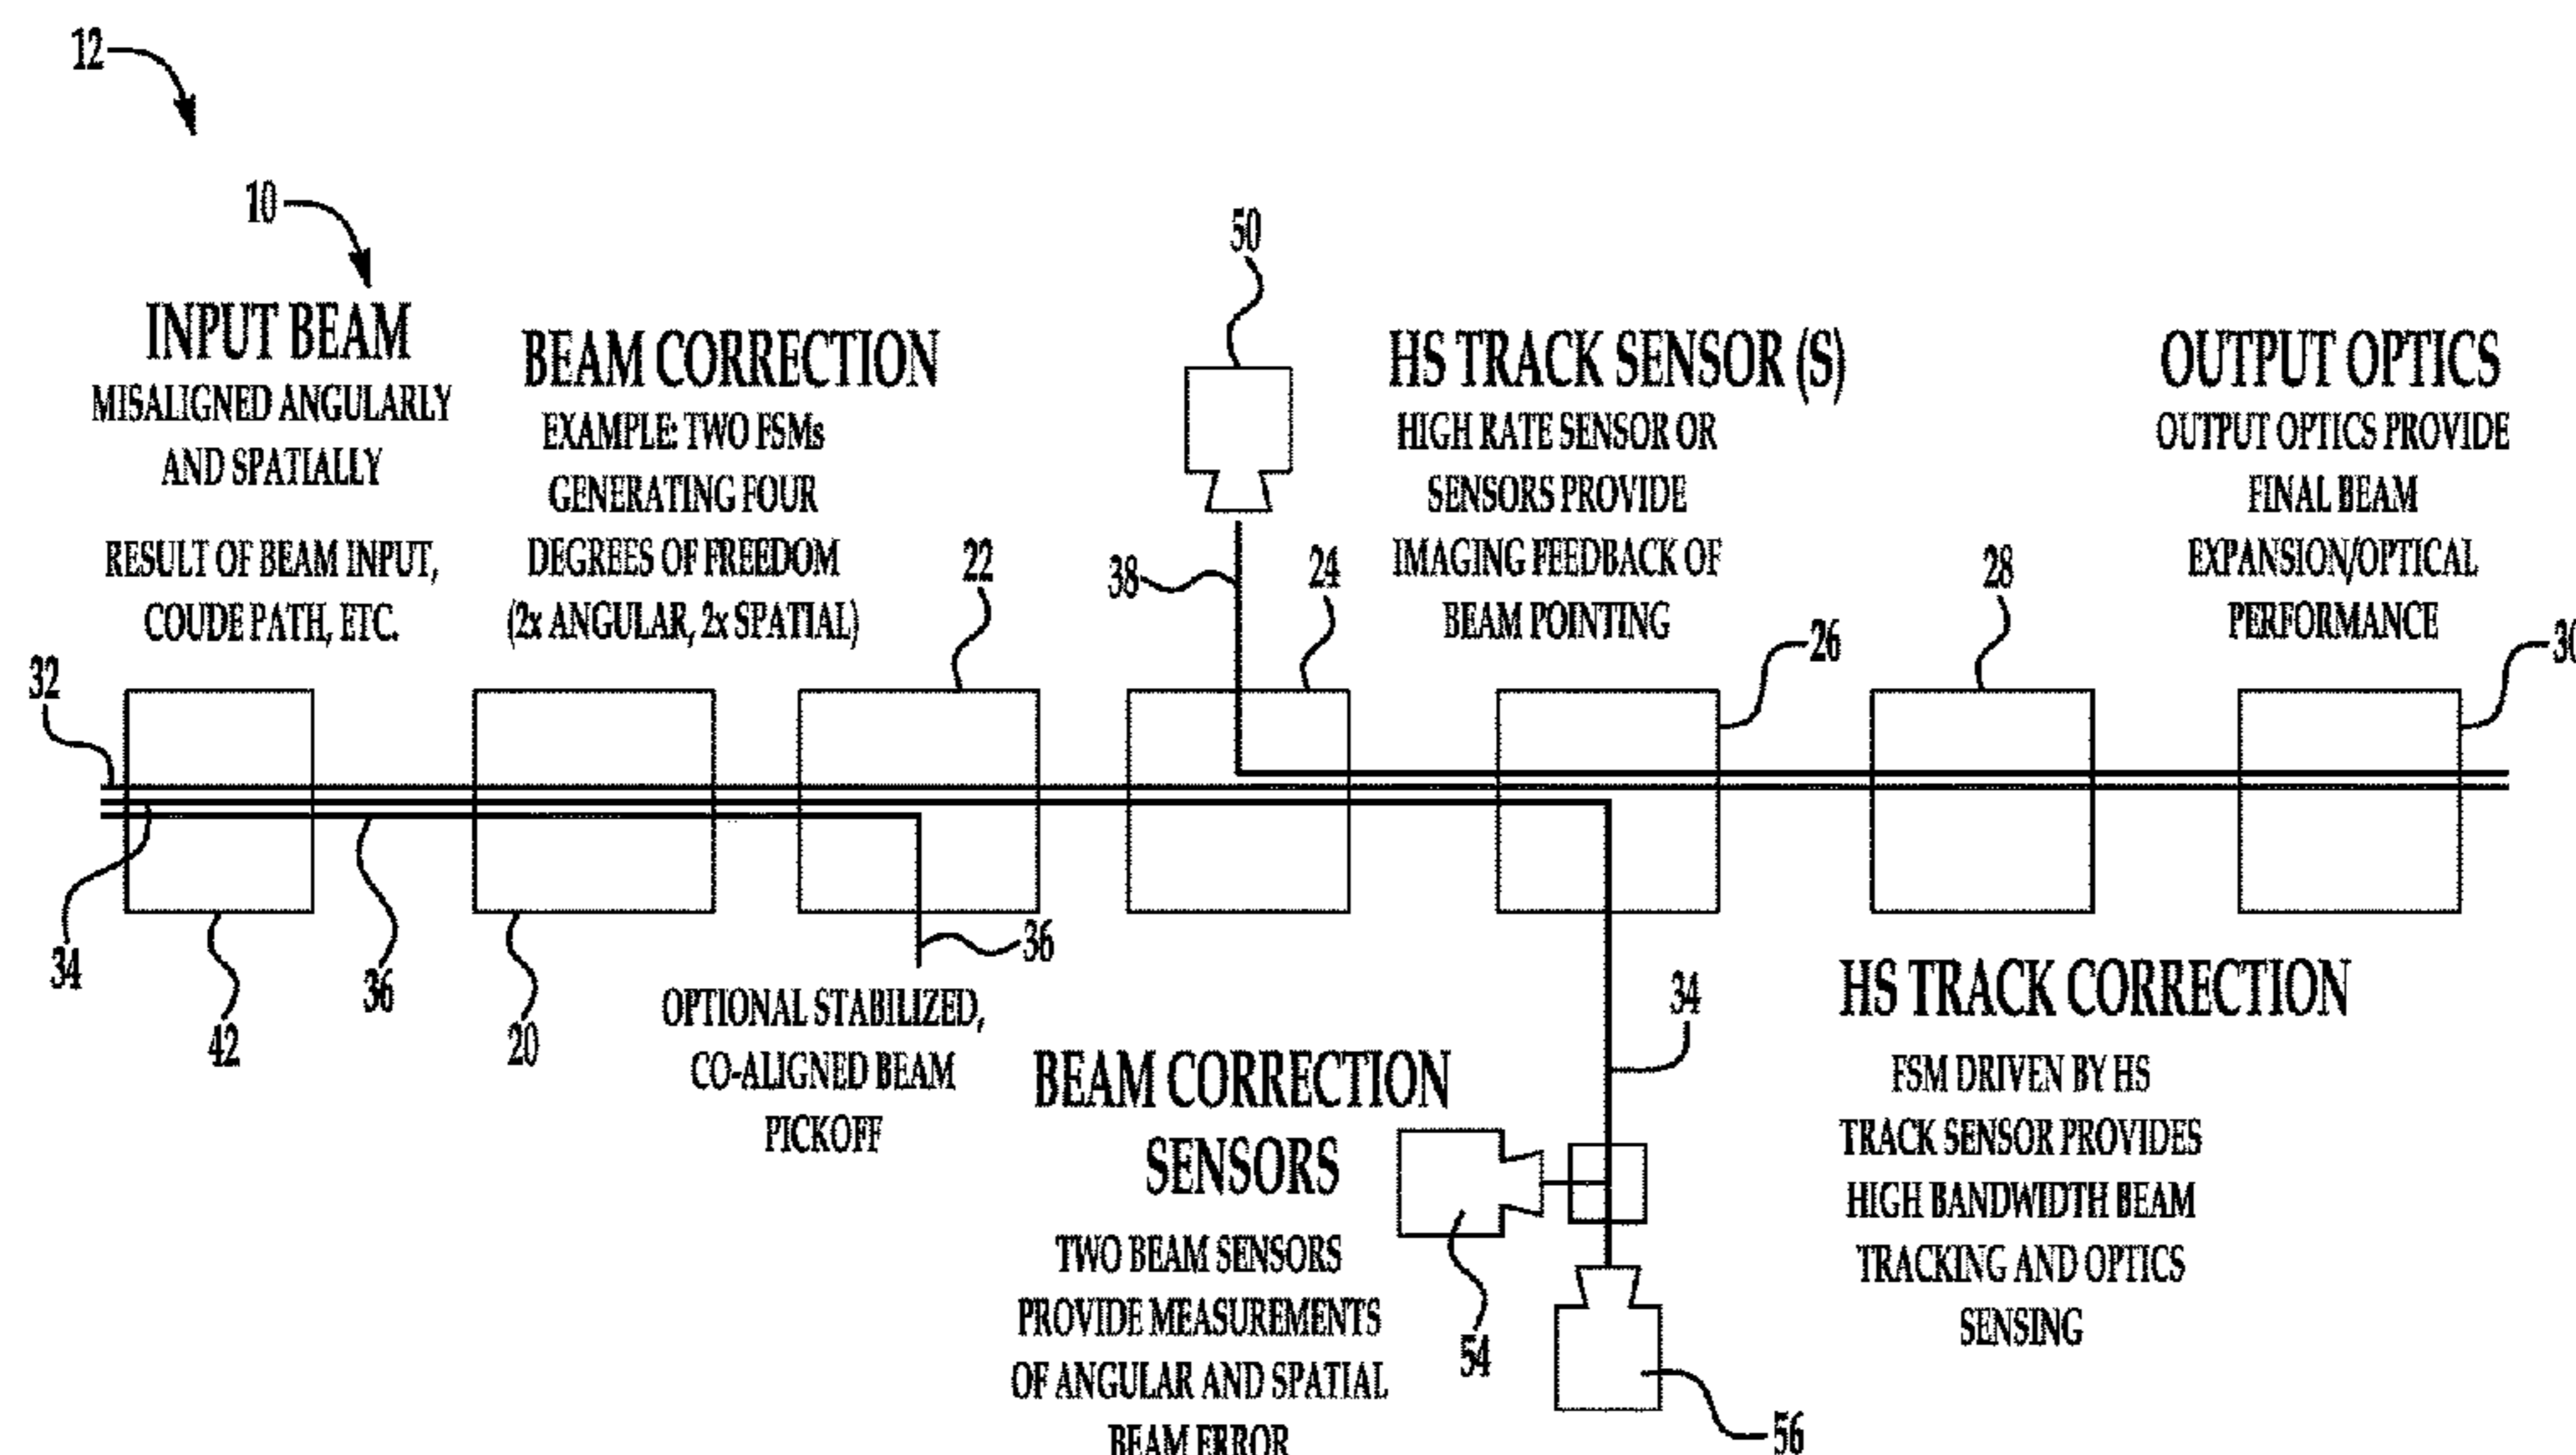 12
10
INPUT BEAM
MISALIGNED ANGULARLY
AND SPATIALLY
RESULT OF BEAM INPUT,
COUDE PATH, ETC.
BEAM CORRECTION
EXAMPLE: TWO FSMs
GENERATING FOUR
DEGREES OF FREEDOM
(2x ANGULAR, 2x SPATIAL)
50
HS TRACK SENSOR (S)
HIGH RATE SENSOR OR
SENSORS PROVIDE
IMAGING FEEDBACK OF
BEAM POINTING
OUTPUT OPTICS
OUTPUT OPTICS PROVIDE
FINAL BEAM
EXPANSION/OPTICAL
PERFORMANCE
32
22
38
24
26
28
30
34
42
36
20
36
OPTIONAL STABILIZED,
CO-ALIGNED BEAM
PICKOFF
BEAM CORRECTION
SENSORS
TWO BEAM SENSORS
PROVIDE MEASUREMENTS
OF ANGULAR AND SPATIAL
BEAM ERROR
34
54
56
HS TRACK CORRECTION
FSM DRIVEN BY HS
TRACK SENSOR PROVIDES
HIGH BANDWIDTH BEAM
TRACKING AND OPTICS
SENSING